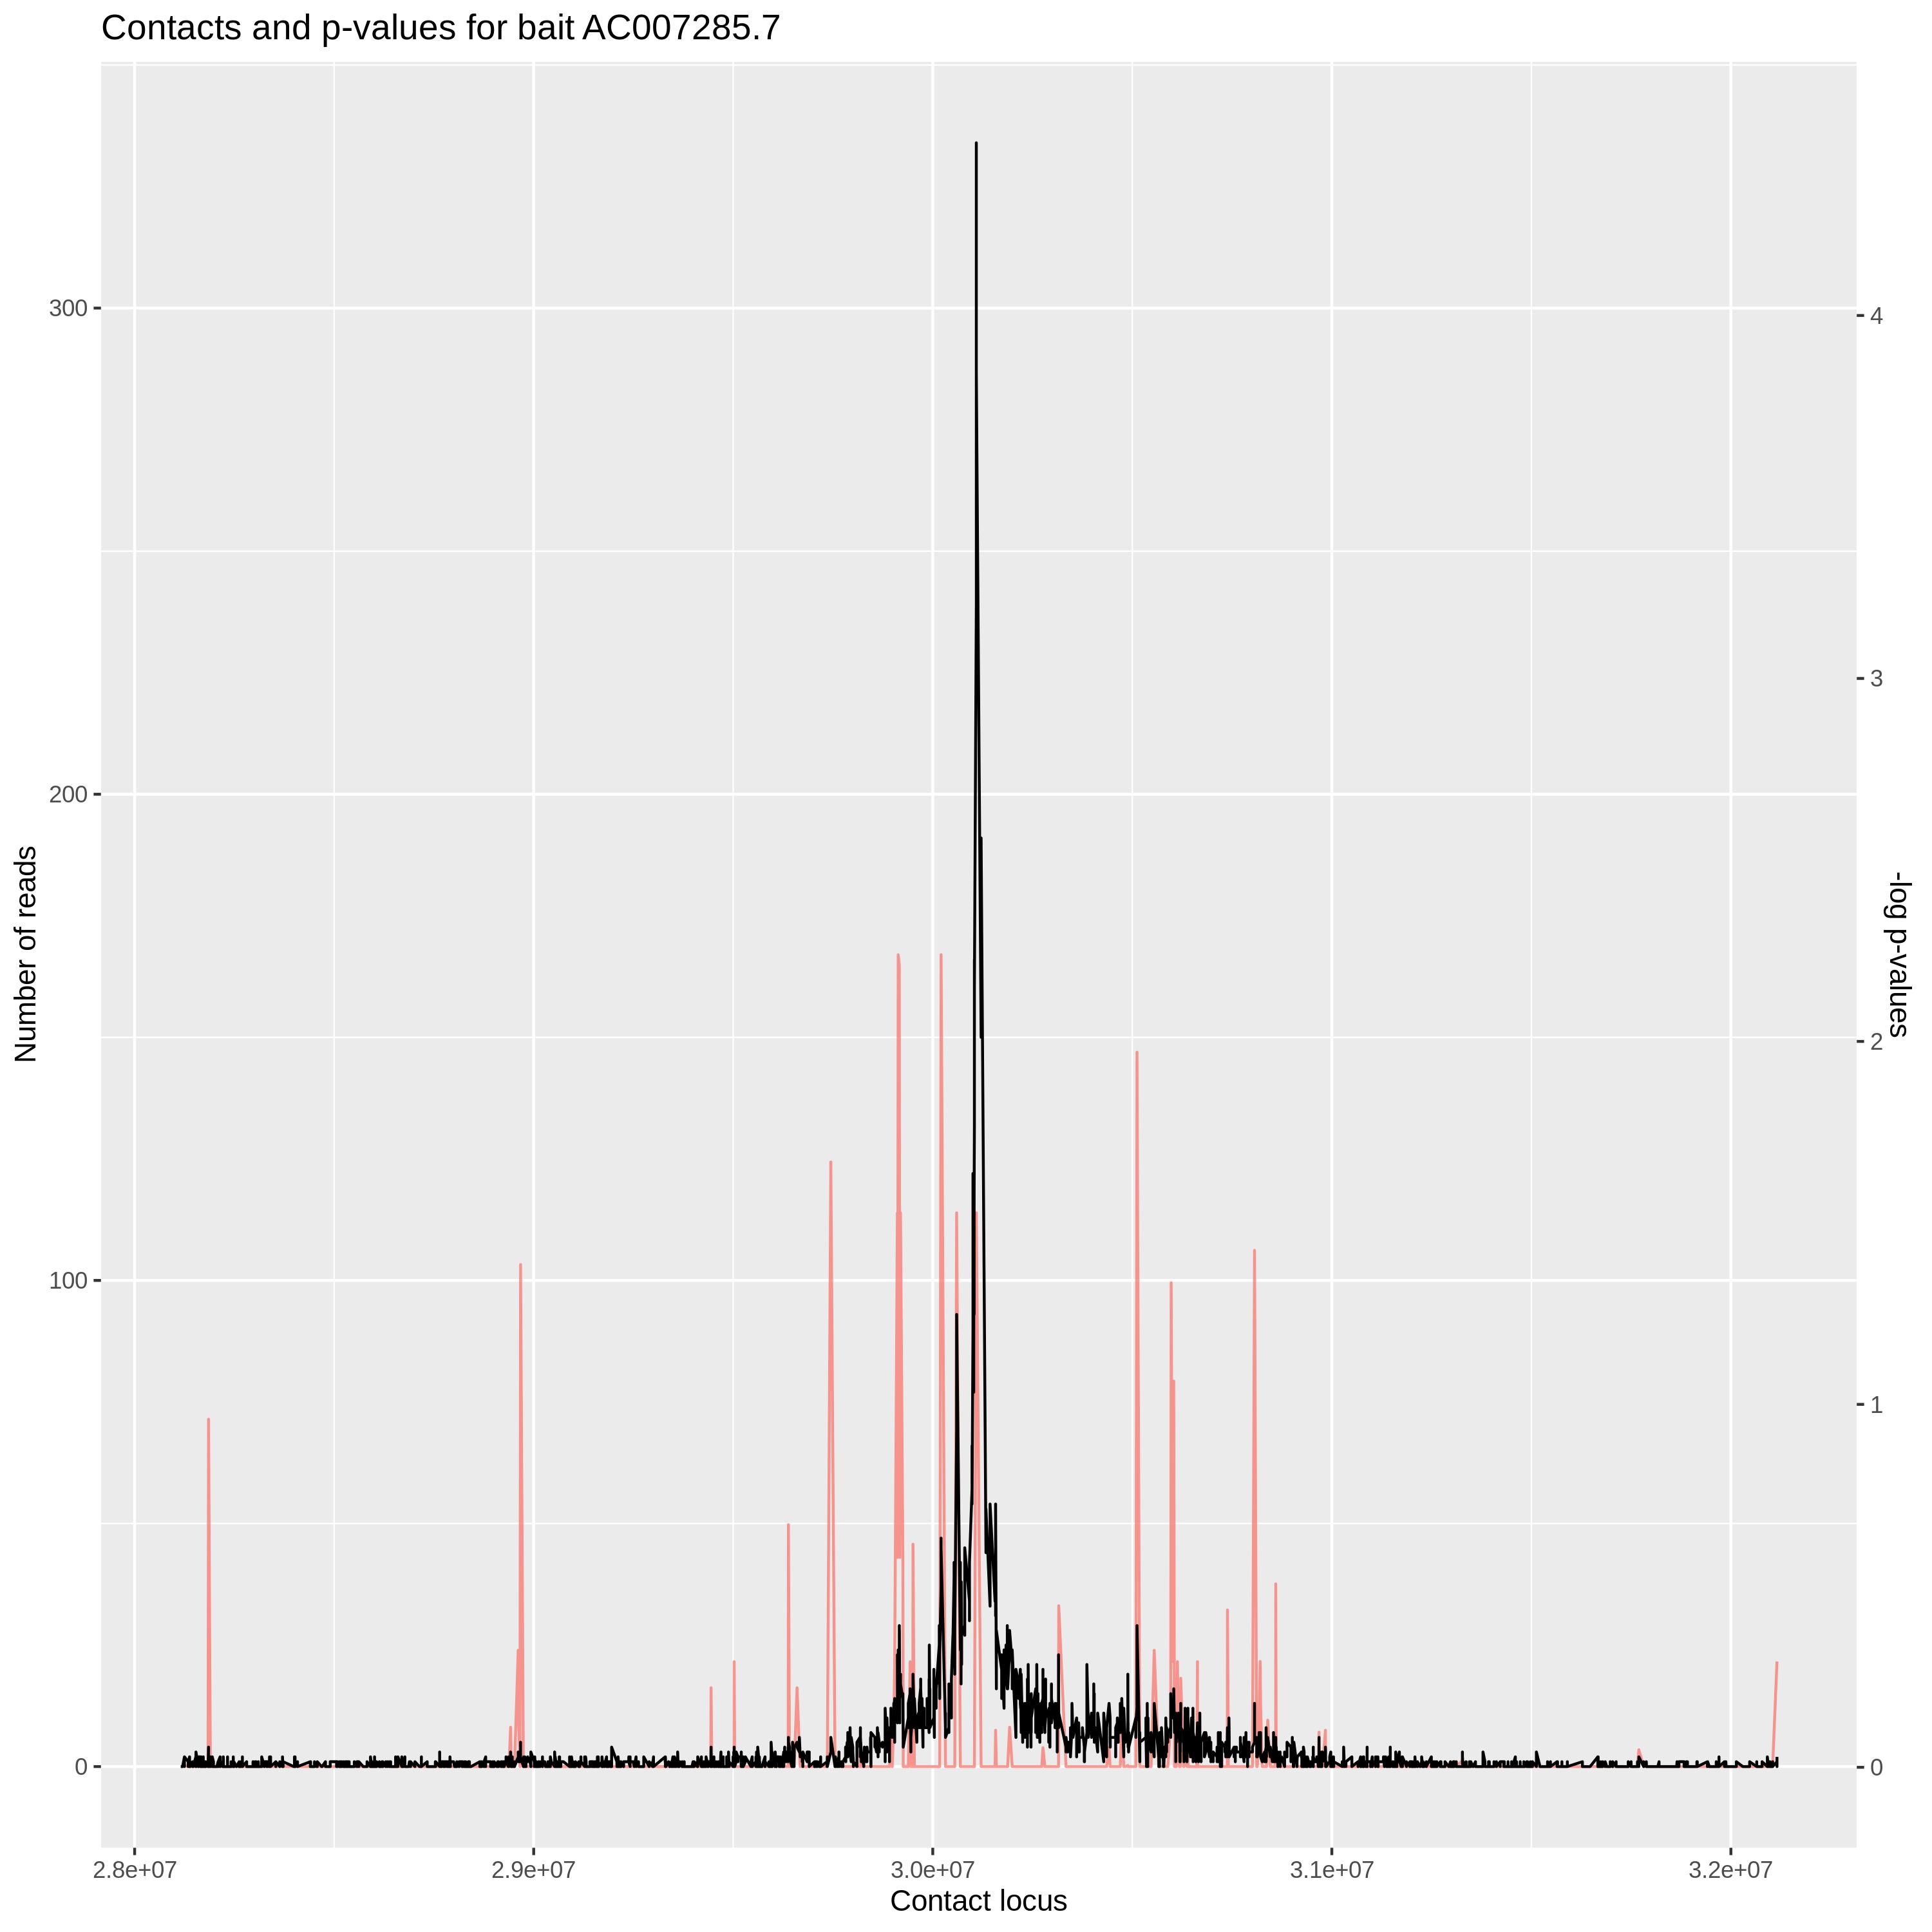 Contacts and p-values for bait AC007285.7
Number of reads
300
200
100
0
4
3
2
1
0
-log p-values
2.8e+07 2.9e+07 3.0e+07 3.1e+07 3.2e+07
Contact locus